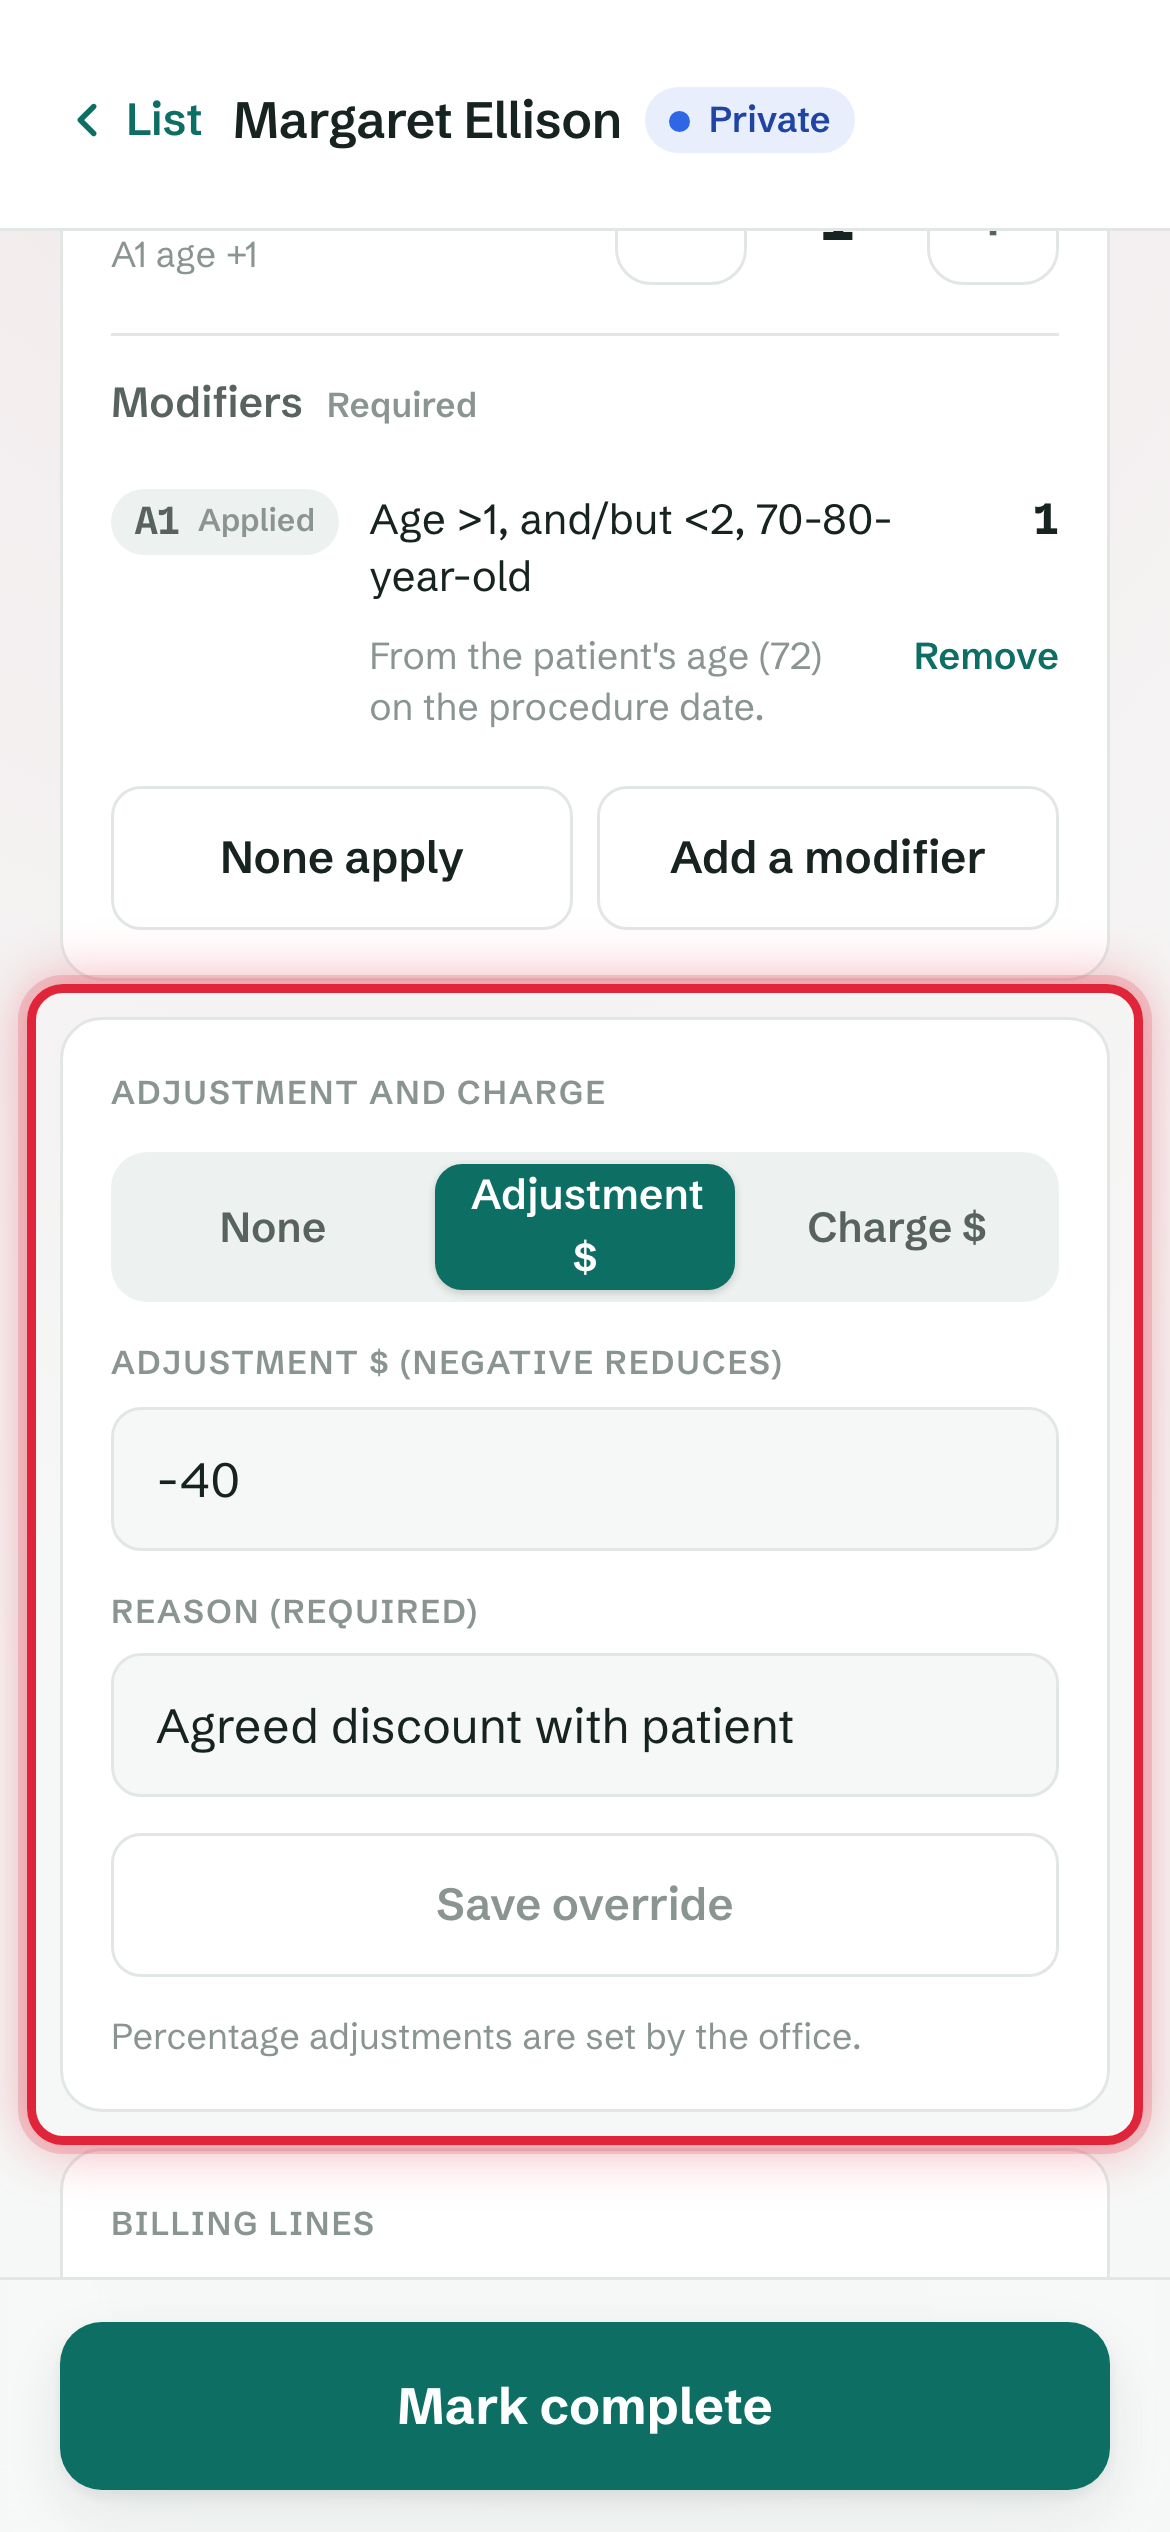 List Margaret Ellison Private
A1 age +1
Modifiers Required
A1 Applied Age >1, and/but <2, 70-80-
year-old
1
From the patient's age (72)
on the procedure date.
Remove
None apply
Add a modifier
ADJUSTMENT AND CHARGE
None
Adjustment
$
Charge $
ADJUSTMENT $ (NEGATIVE REDUCES)
-40
REASON (REQUIRED)
Agreed discount with patient
Save override
Percentage adjustments are set by the office.
BILLING LINES
Mark complete